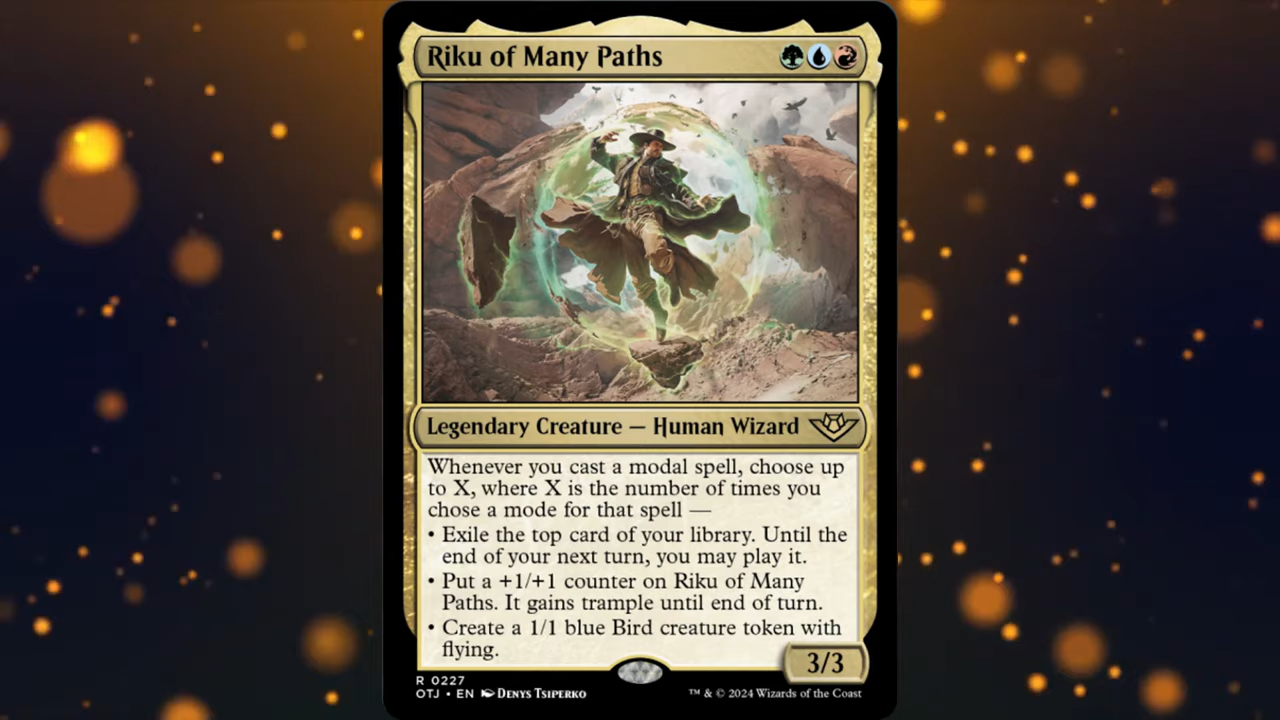 Riku of Many Paths
Legendary Creature — Human Wizard
Whenever you cast a modal spell, choose up
to X, where X is the number of times you
chose a mode for that spell —
• Exile the top card of your library. Until the
end of your next turn, you may play it.
• Put a +1/+1 counter on Riku of Many
Paths. It gains trample until end of turn.
• Create a 1/1 blue Bird creature token with
flying.
3/3
R 0227
OTJ • EN Denys Tsiperko
™ & © 2024 Wizards of the Coast